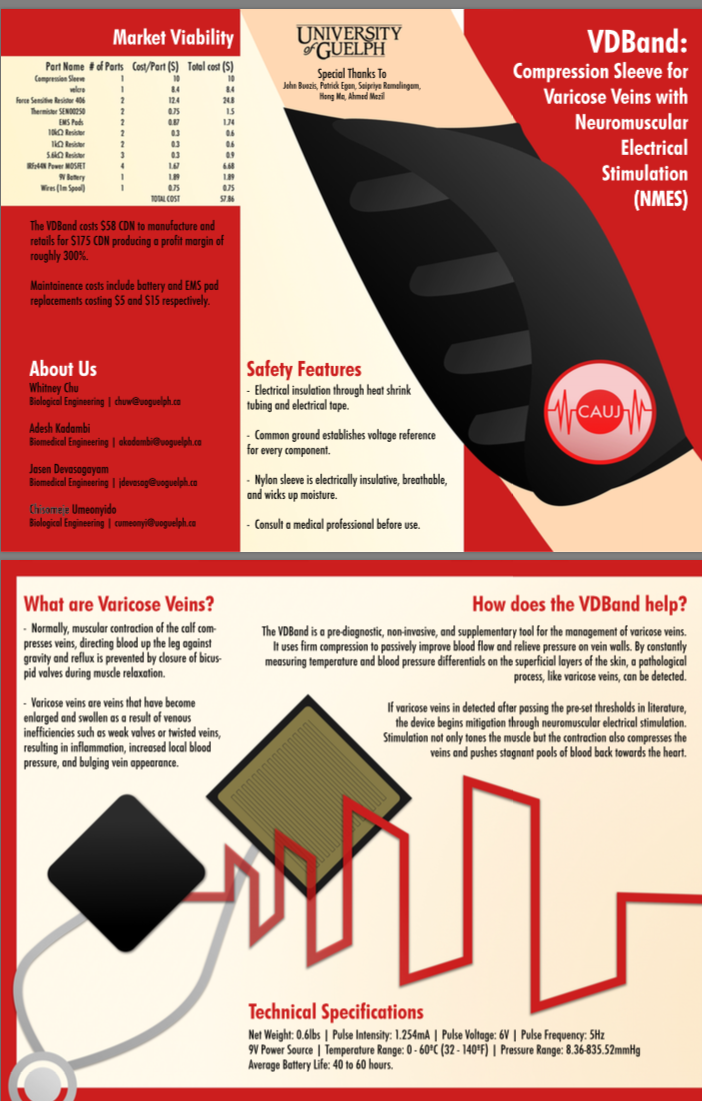 Market Viability
Part Name # of Parts Cost/Part ($) Total cost ($)
Compression Sleeve 1 10 10
velcro 1 8.4 8.4
Force Sensitive Resistor 406 2 12.4 24.8
Thermistor SEN00250 2 0.75 1.5
EMS Pads 2 0.87 1.74
10kΩ Resistor 2 0.3 0.6
1kΩ Resistor 2 0.3 0.6
5.6kΩ Resistor 3 0.3 0.9
IRFz44N Power MOSFET 4 1.67 6.68
9V Battery 1 1.89 1.89
Wires (1m Spool) 1 0.75 0.75
TOTAL COST 57.86
The VDBand costs $58 CDN to manufacture and
retails for $175 CDN producing a profit margin of
roughly 300%.
Maintainence costs include battery and EMS pad
replacements costing $5 and $15 respectively.
About Us
Whitney Chu
Biological Engineering | chuw@uoguelph.ca
Adesh Kadambi
Biomedical Engineering | akadambi@uoguelph.ca
Jasen Devasagayam
Biomedical Engineering | jdevasag@uoguelph.ca
Umeonyido
Biological Engineering | cumeonyi@uoguelph.ca
UNIVERSITY
of GUELPH
Special Thanks To
John Buozis, Patrick Egan, Saipriya Ramalingam,
Hong Ma, Ahmed Mazil
Safety Features
- Electrical insulation through heat shrink
tubing and electrical tape.
- Common ground establishes voltage reference
for every component.
- Nylon sleeve is electrically insulative, breathable,
and wicks up moisture.
- Consult a medical professional before use.
VDBand:
Compression Sleeve for
Varicose Veins with
Neuromuscular
Electrical
Stimulation
(NMES)
CAUJ
What are Varicose Veins?
- Normally, muscular contraction of the calf com-
presses veins, directing blood up the leg against
gravity and reflux is prevented by closure of bicus-
pid valves during muscle relaxation.
- Varicose veins are veins that have become
enlarged and swollen as a result of venous
inefficiencies such as weak valves or twisted veins,
resulting in inflammation, increased local blood
pressure, and bulging vein appearance.
How does the VDBand help?
The VDBand is a pre-diagnostic, non-invasive, and supplementary tool for the management of varicose veins.
It uses firm compression to passively improve blood flow and relieve pressure on vein walls. By constantly
measuring temperature and blood pressure differentials on the superficial layers of the skin, a pathological
process, like varicose veins, can be detected.
If varicose veins in detected after passing the pre-set thresholds in literature,
the device begins mitigation through neuromuscular electrical stimulation.
Stimulation not only tones the muscle but the contraction also compresses the
veins and pushes stagnant pools of blood back towards the heart.
Technical Specifications
Net Weight: 0.6lbs | Pulse Intensity: 1.254mA | Pulse Voltage: 6V | Pulse Frequency: 5Hz
9V Power Source | Temperature Range: 0 - 60ºC (32 - 140ºF) | Pressure Range: 8.36-835.52mmHg
Average Battery Life: 40 to 60 hours.